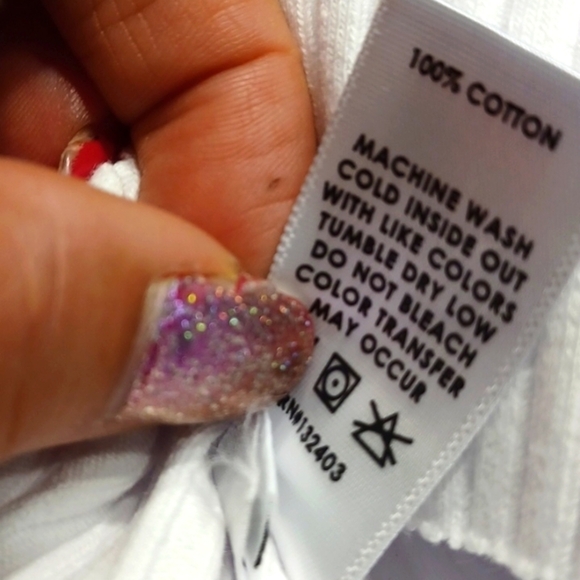 100% COTTON
MACHINE WASH
COLD INSIDE OUT
WITH LIKE COLORS
TUMBLE DRY LOW
DO NOT BLEACH
COLOR TRANSFER
MAY OCCUR
RN#132403